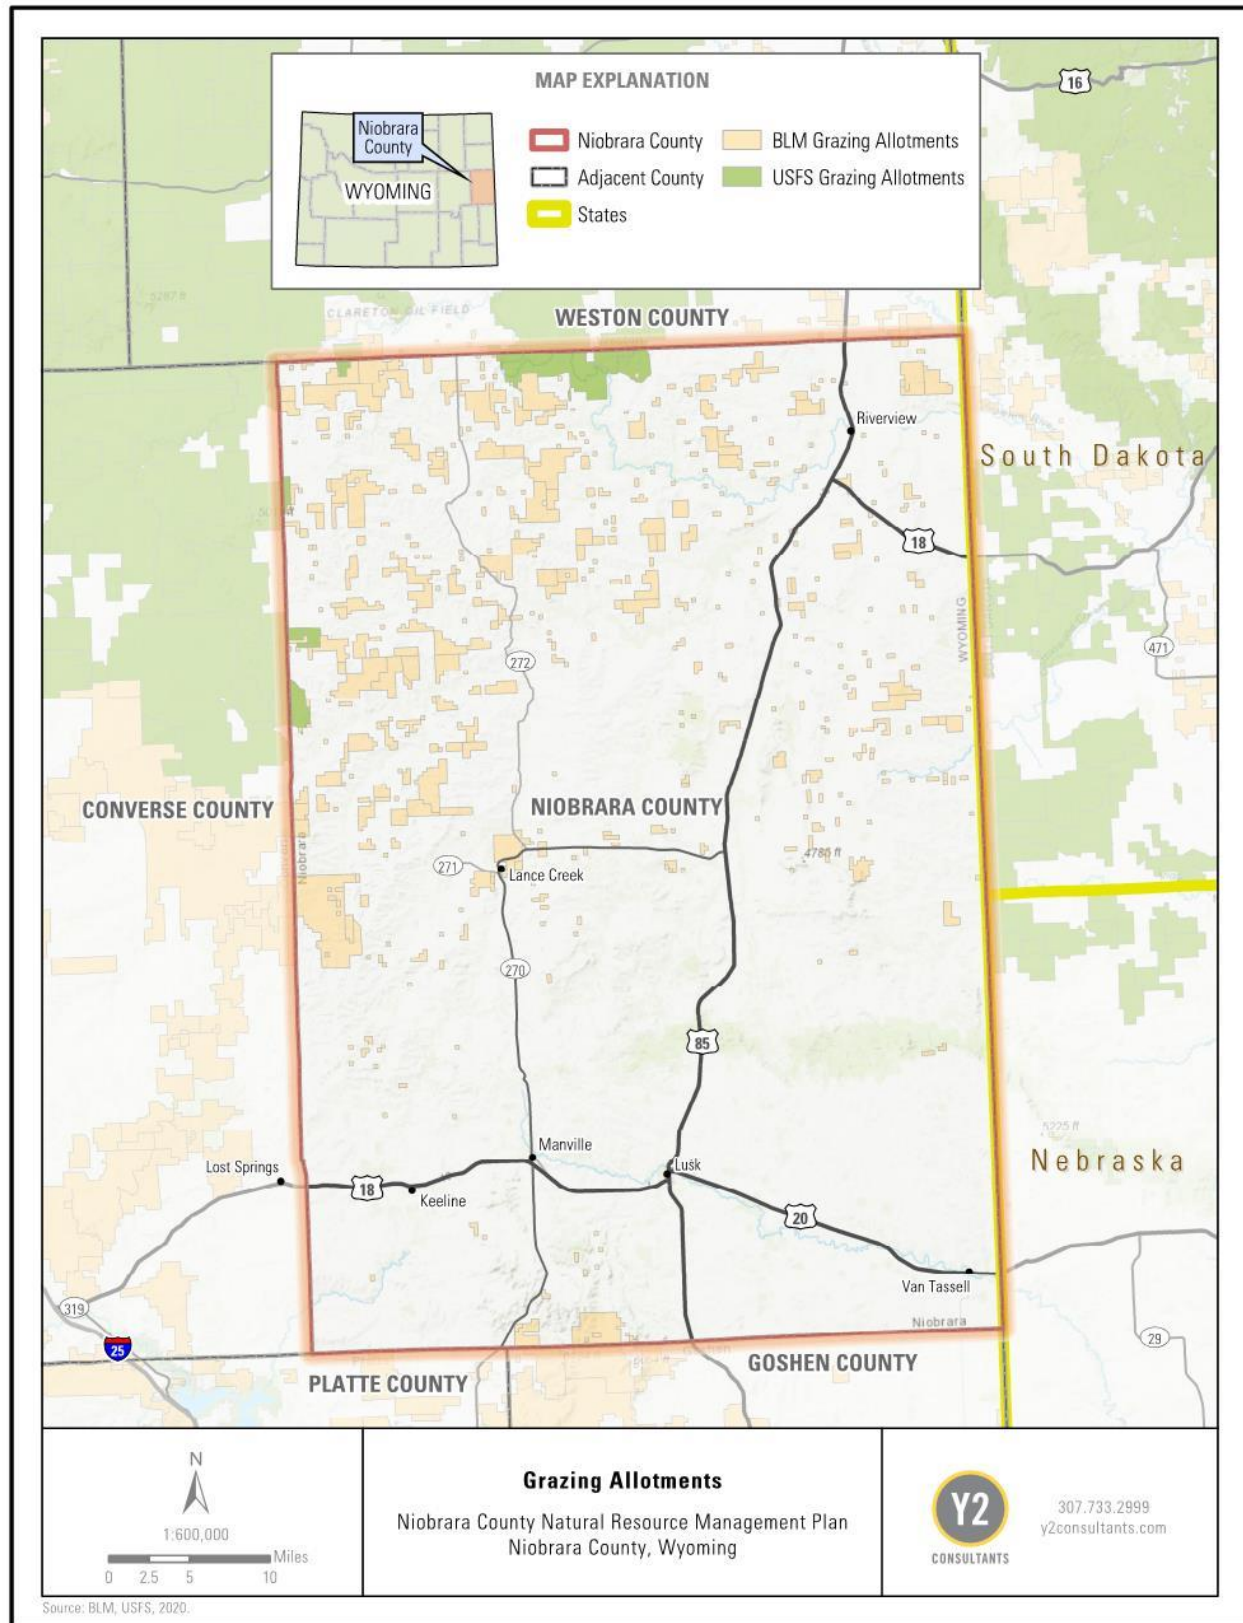 MAP EXPLANATION
Niobrara
County
WYOMING
Niobrara County
Adjacent County
States
BLM Grazing Allotments
USFS Grazing Allotments
16
5287 ft
CLARETON OIL FIELD
WESTON COUNTY
Riverview
South Dakota
18
WYOMING
471
272
CONVERSE COUNTY
NIOBRARA COUNTY
Niobrara
4785 ft
271
Lance Creek
270
85
5225 ft
Manville
Lusk
Nebraska
Lost Springs
18
Keeline
20
Van Tassell
319
Niobrara
25
29
GOSHEN COUNTY
PLATTE COUNTY
N
1:600,000
Miles
0 2.5 5 10
Grazing Allotments
Niobrara County Natural Resource Management Plan
Niobrara County, Wyoming
Y2
CONSULTANTS
307.733.2999
y2consultants.com
Source: BLM, USFS, 2020.